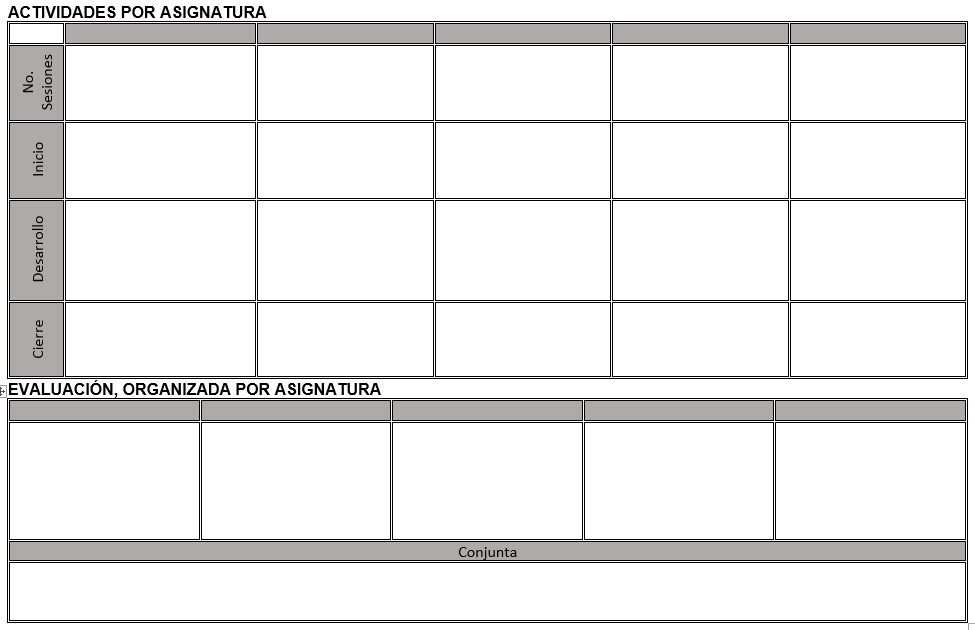 ACTIVIDADES POR ASIGNATURA
No.
Sesiones
Inicio
Desarrollo
Cierre
EVALUACIÓN, ORGANIZADA POR ASIGNATURA
Conjunta